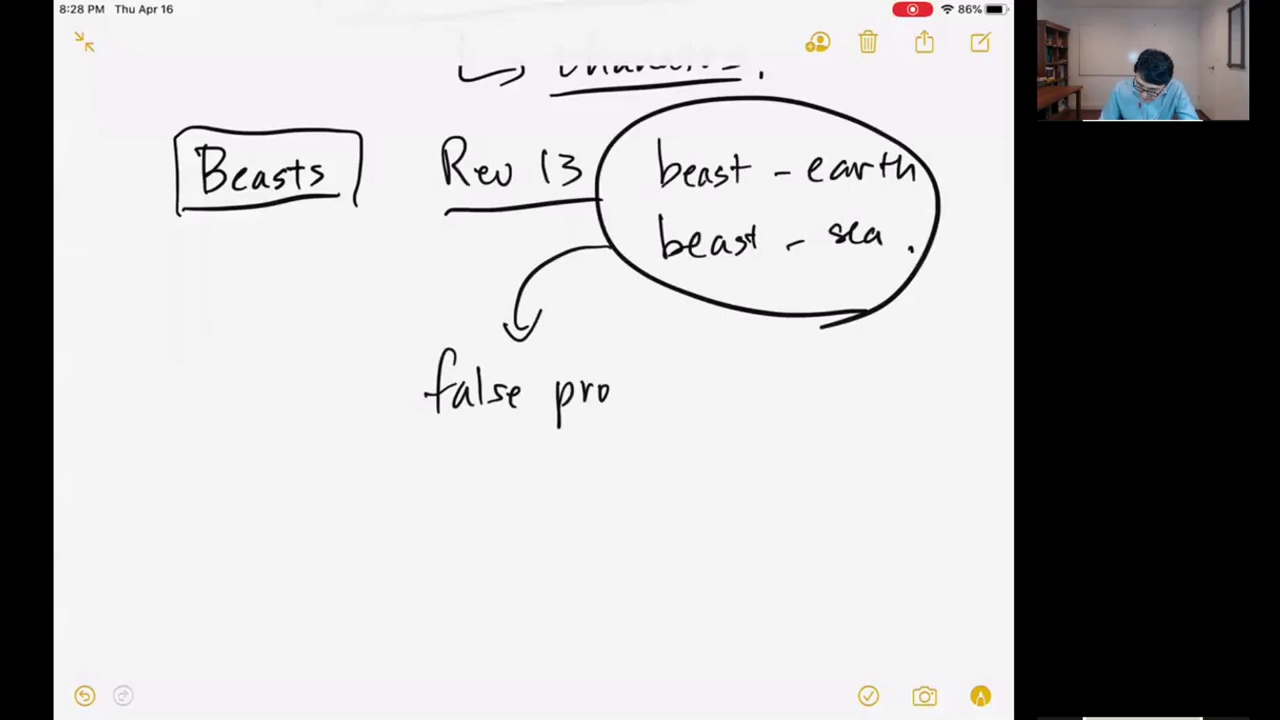 8:28 PM Thu Apr 16
86%
Beasts
Rev 13
beast - earth
beast - sea .
false pro